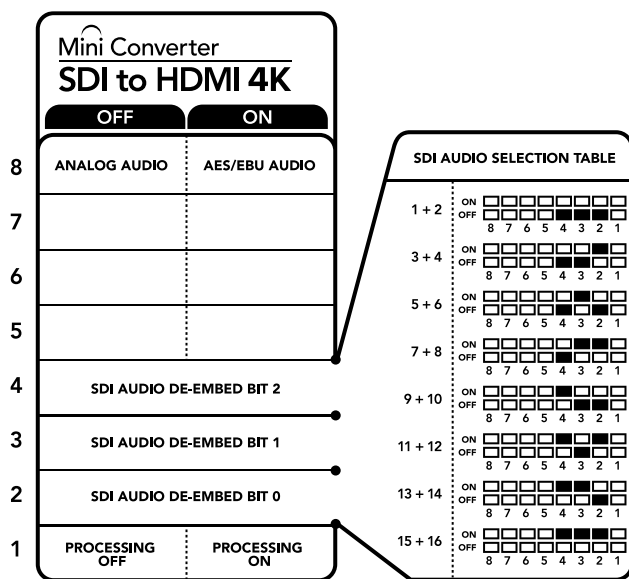 Mini Converter
SDI to HDMI 4K
OFF ON
8 ANALOG AUDIO AES/EBU AUDIO
7
6
5
4 SDI AUDIO DE-EMBED BIT 2
3 SDI AUDIO DE-EMBED BIT 1
2 SDI AUDIO DE-EMBED BIT 0
1 PROCESSING OFF PROCESSING ON
SDI AUDIO SELECTION TABLE
1 + 2 ON
OFF
8 7 6 5 4 3 2 1
3 + 4 ON
OFF
8 7 6 5 4 3 2 1
5 + 6 ON
OFF
8 7 6 5 4 3 2 1
7 + 8 ON
OFF
8 7 6 5 4 3 2 1
9 + 10 ON
OFF
8 7 6 5 4 3 2 1
11 + 12 ON
OFF
8 7 6 5 4 3 2 1
13 + 14 ON
OFF
8 7 6 5 4 3 2 1
15 + 16 ON
OFF
8 7 6 5 4 3 2 1